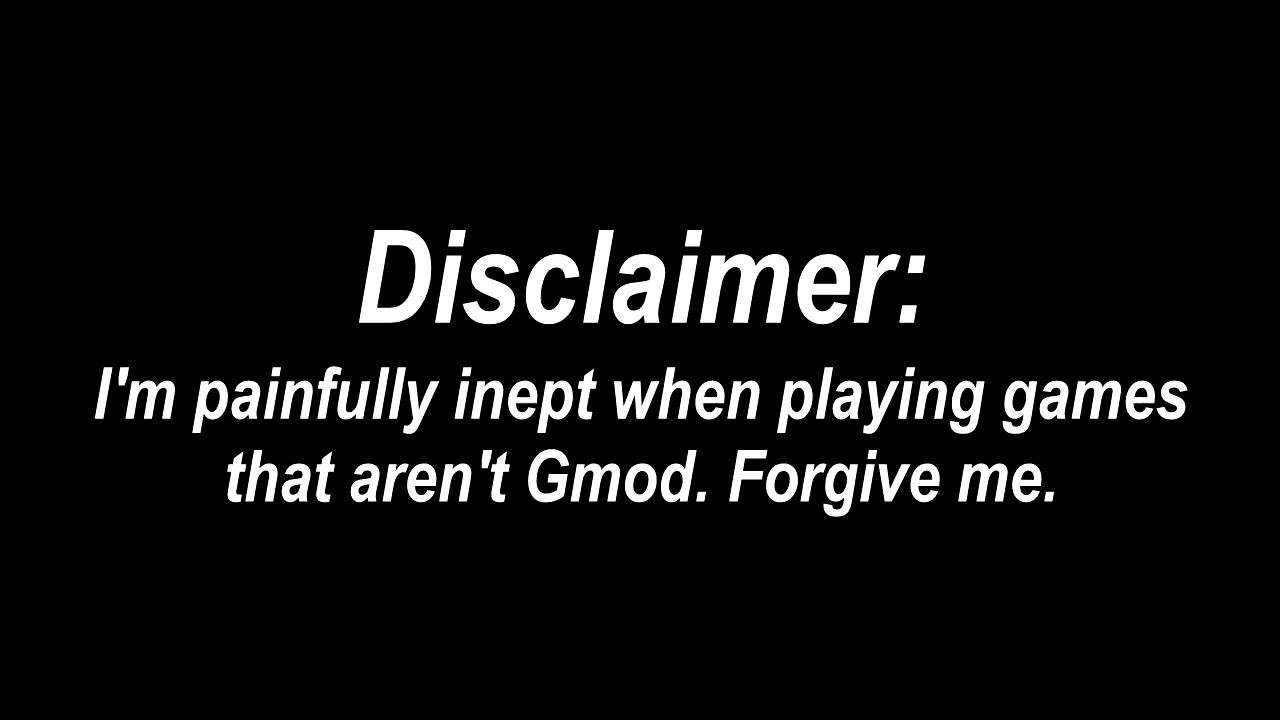 Disclaimer:
I'm painfully inept when playing games
that aren't Gmod. Forgive me.